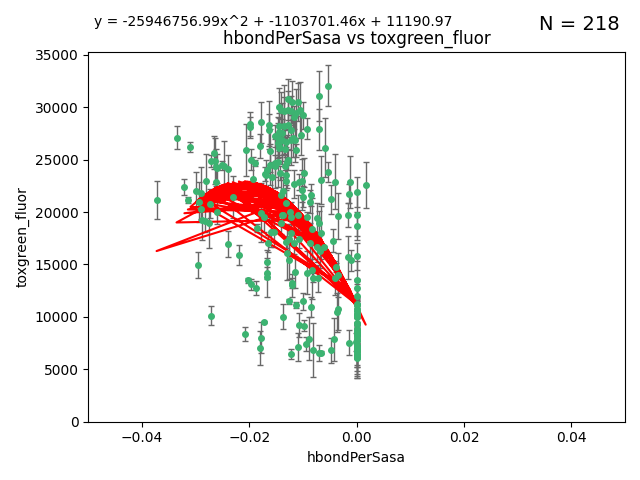 y = -25946756.99x^2 + -1103701.46x + 11190.97
N = 218
hbondPerSasa vs toxgreen_fluor
35000
30000
25000
20000
15000
10000
5000
0
toxgreen_fluor
−0.04
−0.02
0.00
0.02
0.04
hbondPerSasa